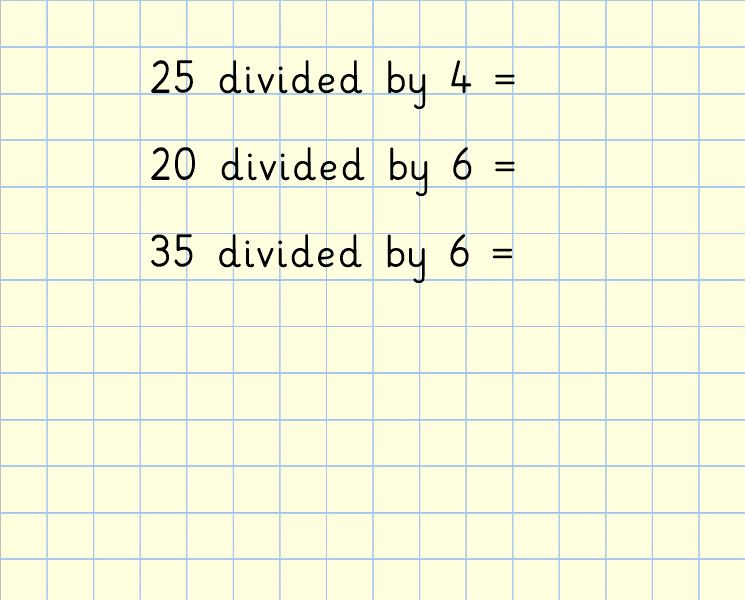 25 divided by 4 =
20 divided by 6 =
35 divided by 6 =